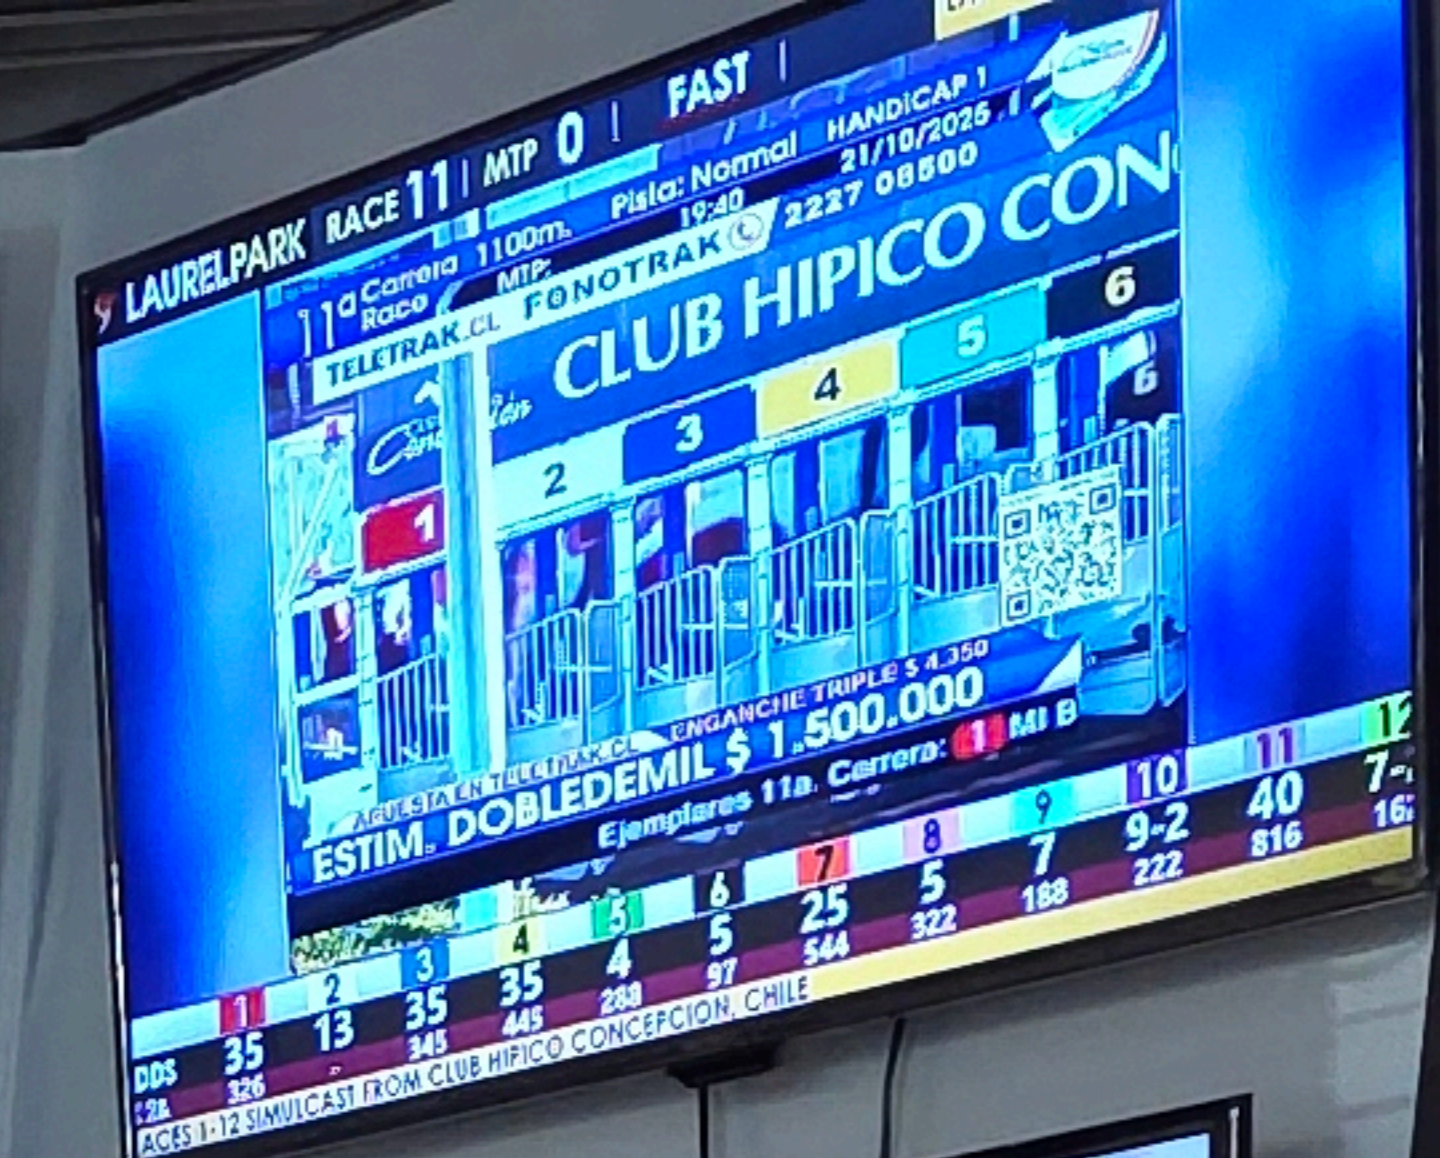 LAURELPARK RACE 11 | MTP 0 | FAST |
11ª Carrera 1100m. Pista: Normal HANDICAP 1
Race MTP: 19:40 21/10/2025
TELETRAK.CL FONOTRAK 2227 08500
CLUB HIPICO CON
1 2 3 4 5 6
6
ENGANCHE TRIPLE $ 4.350
APUESTA EN TELETRAK.CL
ESTIM. DOBLEDEMIL $ 1.500.000
Ejemplares 11a. Carrera: 1 MI B
1 2 3 4 5 6 7 8 9 10 11 12
DDS 35 13 35 35 4 5 25 5 7 9-2 40
326 345 445 288 97 544 322 188 222 816
RACES 1-12 SIMULCAST FROM CLUB HIPICO CONCEPCION, CHILE